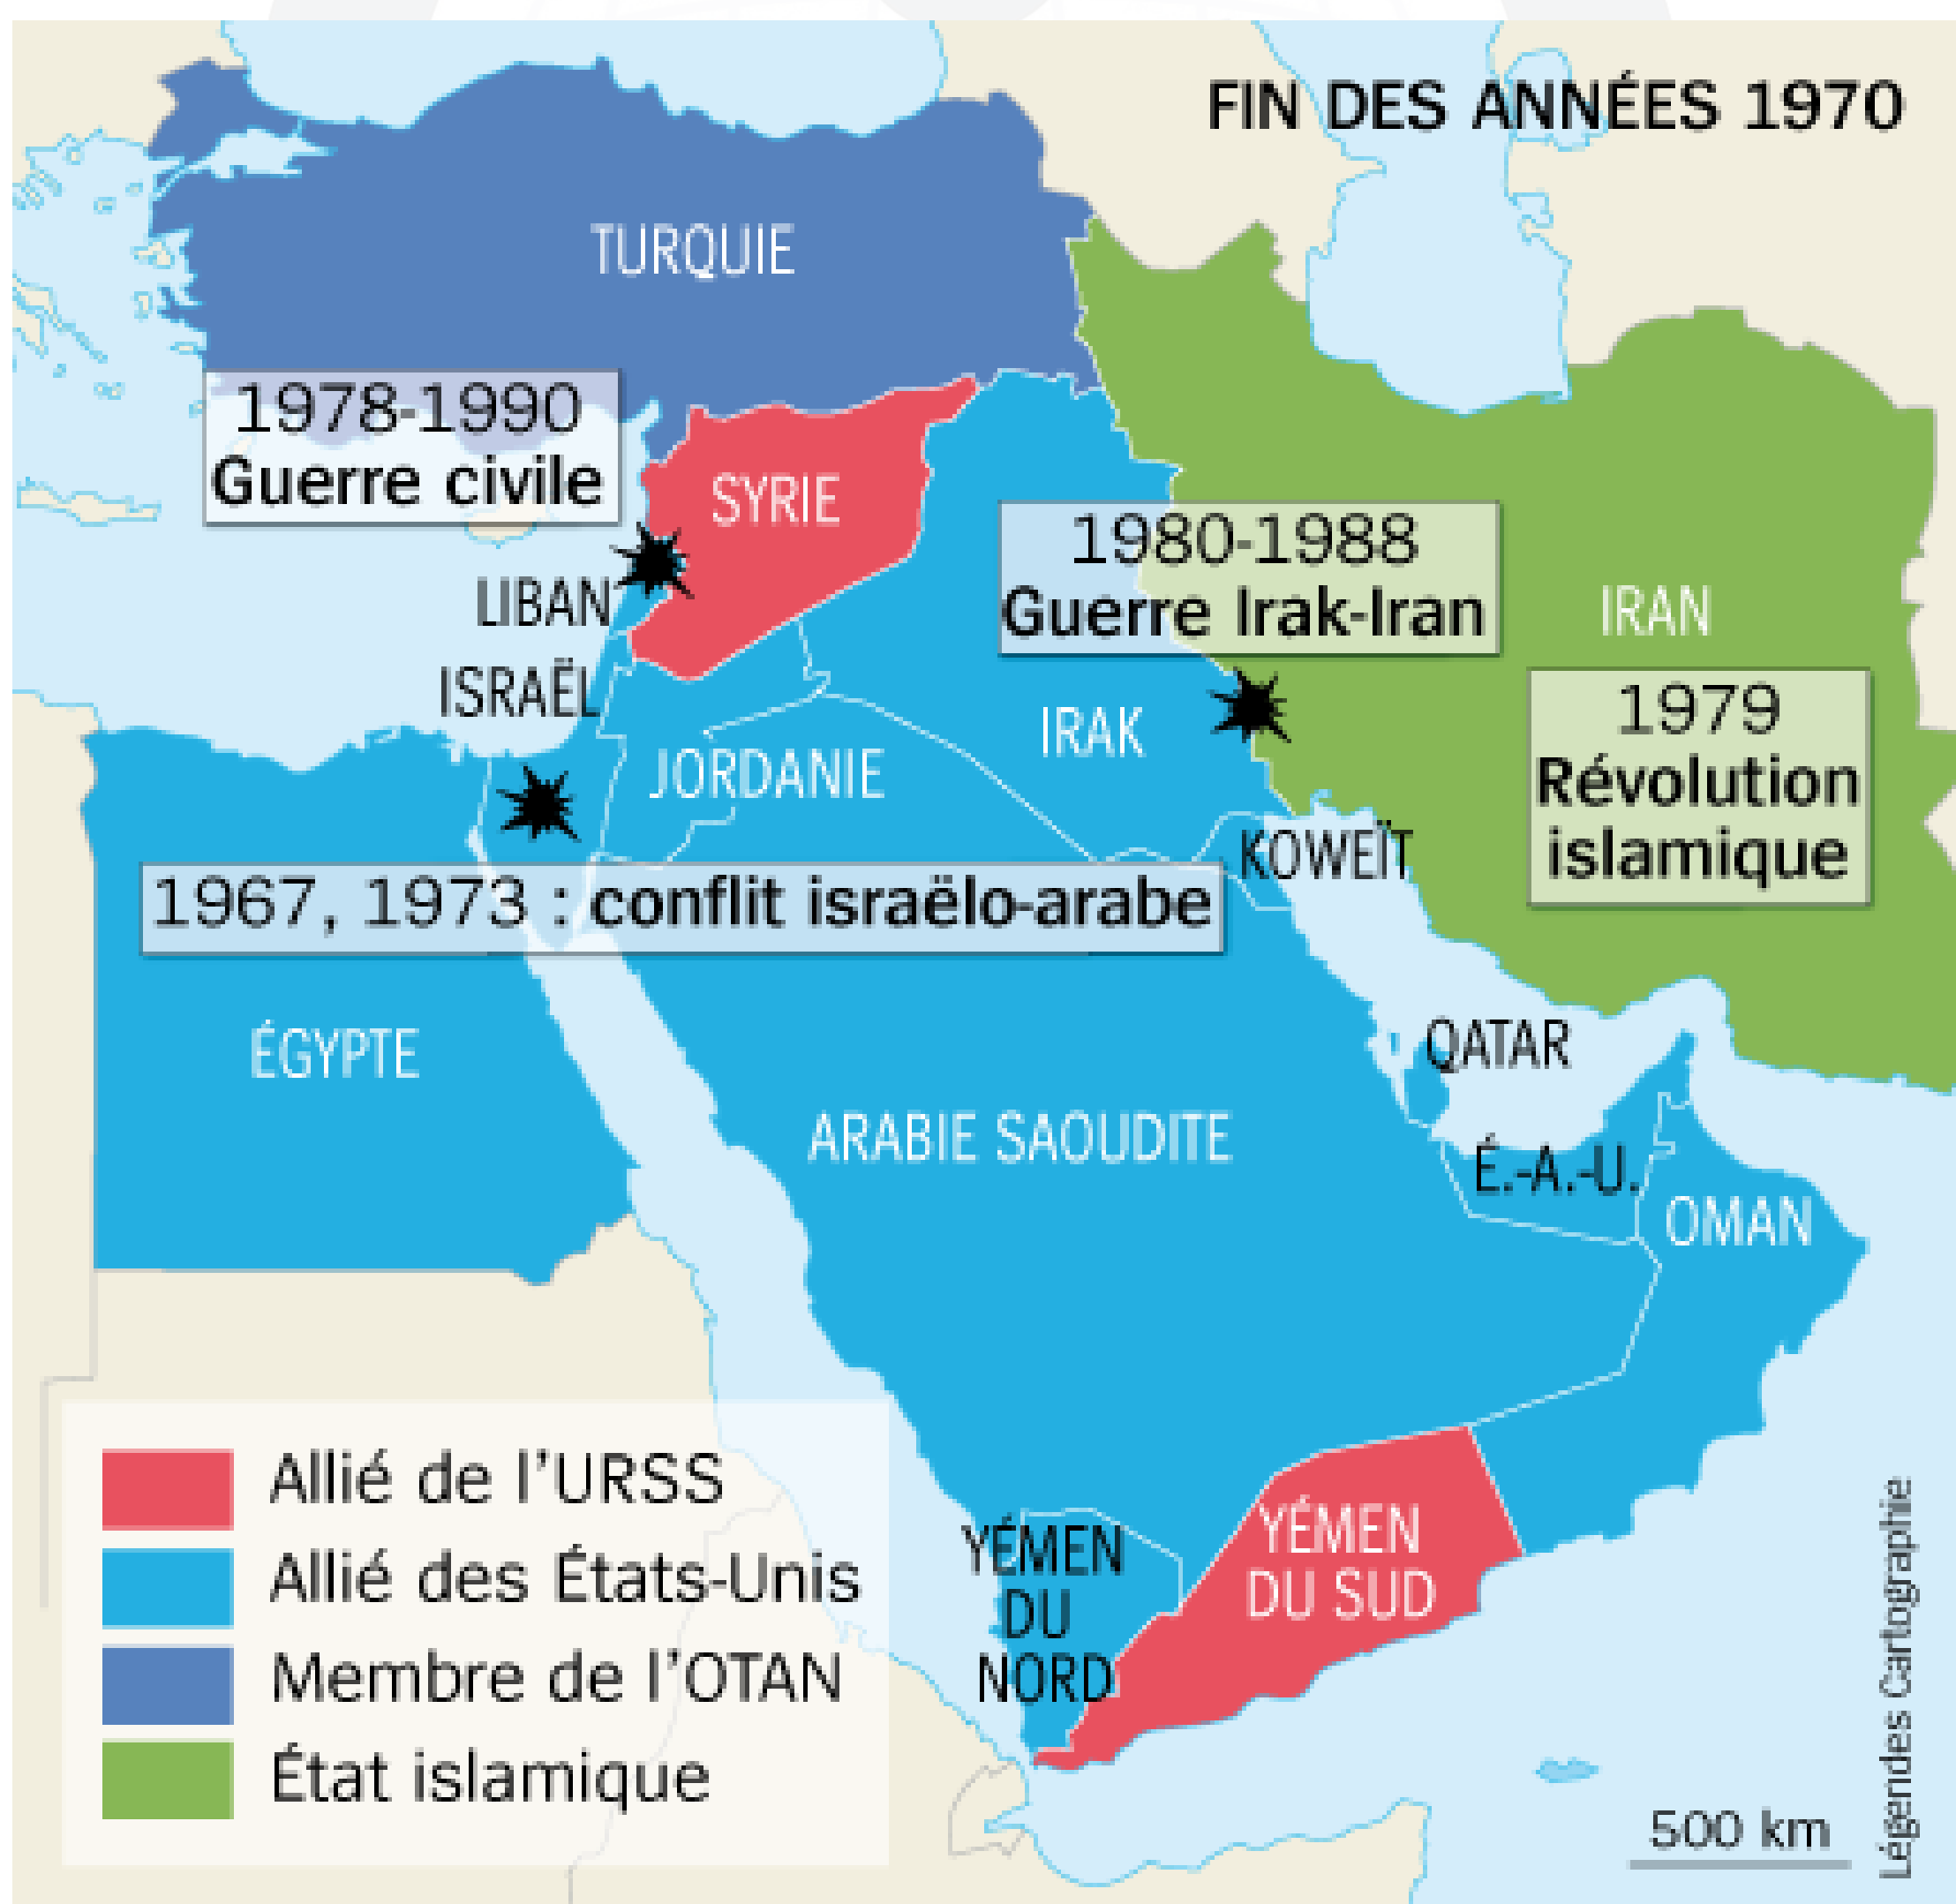 FIN DES ANNÉES 1970
TURQUIE
1978-1990
Guerre civile
SYRIE
1980-1988
Guerre Irak-Iran
LIBAN
IRAN
ISRAËL
1979
Révolution
islamique
IRAK
JORDANIE
KOWEÏT
1967, 1973 : conflit israëlo-arabe
ÉGYPTE
QATAR
ARABIE SAOUDITE
É.-A.-U.
OMAN
YÉMEN
DU
NORD
YÉMEN
DU SUD
Allié de l'URSS
Allié des États-Unis
Membre de l'OTAN
État islamique
500 km
Légendes Cartographie